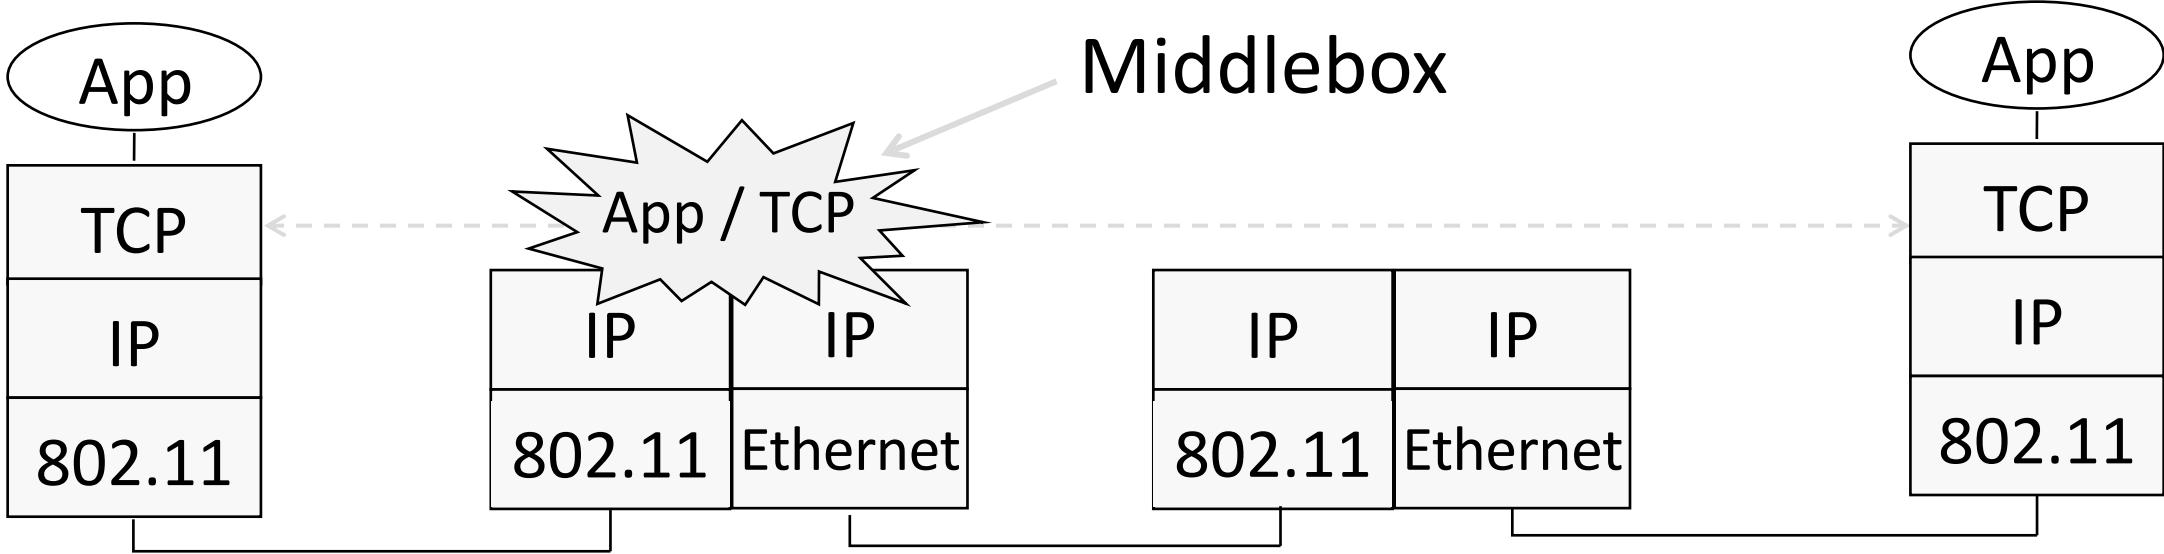 Middlebox
App
App
TCP
App / TCP
TCP
IP
IP
IP
IP
IP
IP
802.11
802.11
Ethernet
802.11
Ethernet
802.11